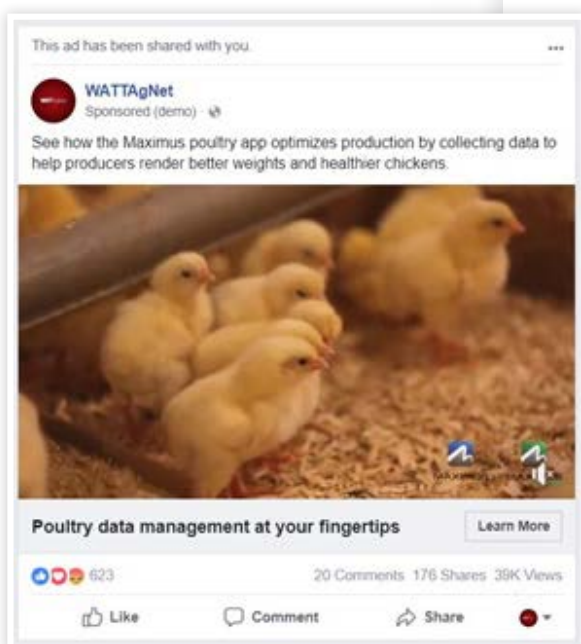 This ad has been shared with you.
WATTAgNet
Sponsored (demo) ·
See how the Maximus poultry app optimizes production by collecting data to
help producers render better weights and healthier chickens.
Poultry data management at your fingertips
Learn More
623
20 Comments 176 Shares 39K Views
Like
Comment
Share